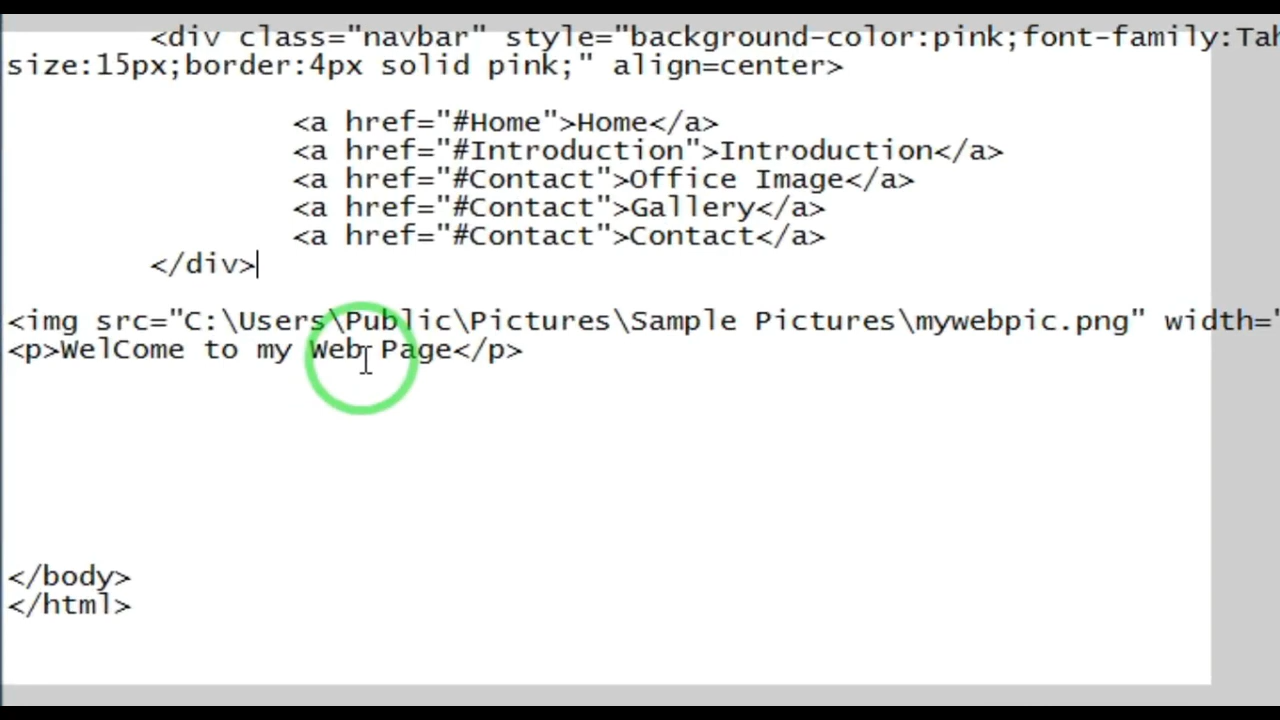 <div class="navbar" style="background-color:pink;font-family:Tah
size:15px;border:4px solid pink;" align=center>
<a href="#Home">Home</a>
<a href="#Introduction">Introduction</a>
<a href="#Contact">Office Image</a>
<a href="#Contact">Gallery</a>
<a href="#Contact">Contact</a>
</div>
<img src="C:\Users\Public\Pictures\Sample Pictures\mywebpic.png" width="
<p>WelCome to my Web Page</p>
</body>
</html>